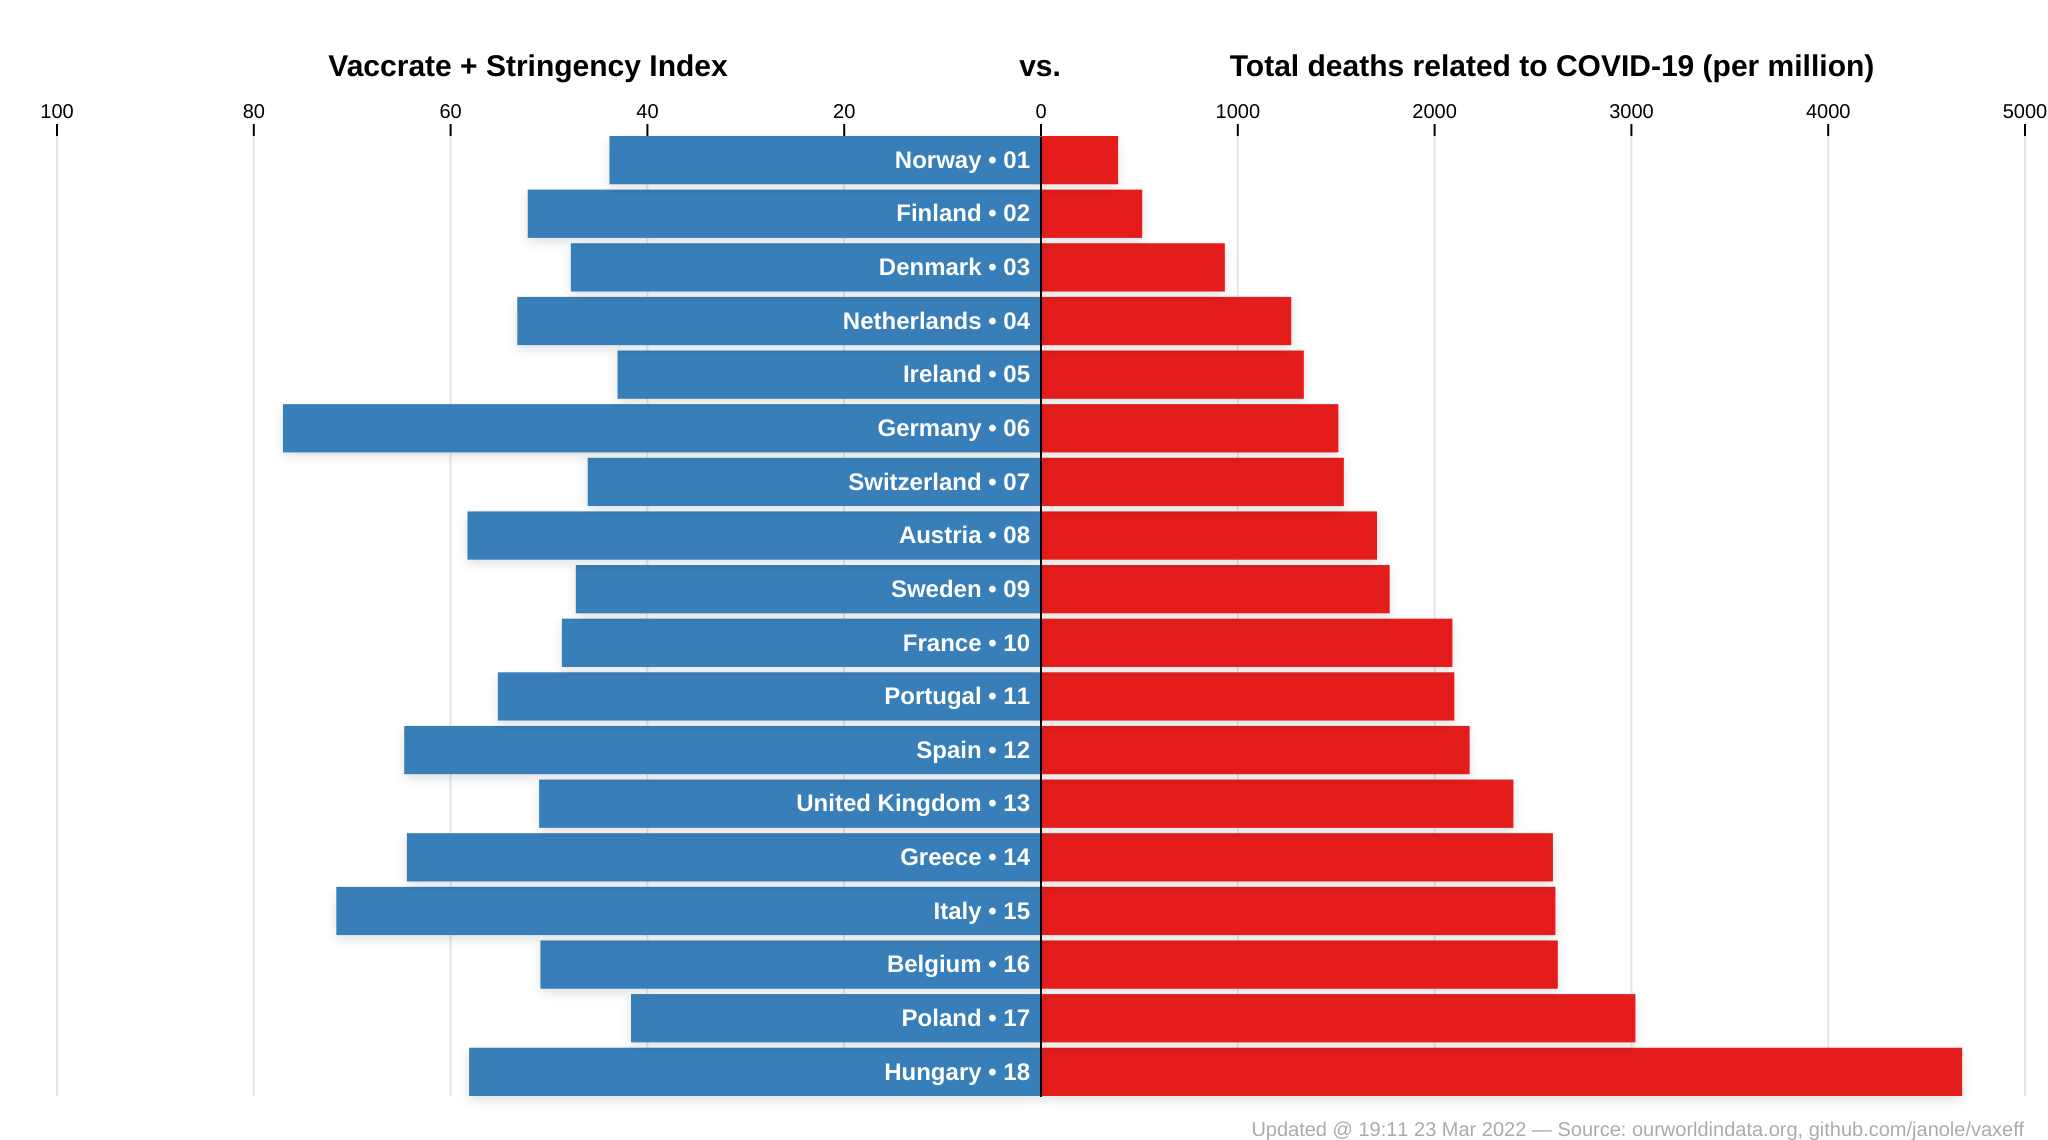 Vaccrate + Stringency Index vs. Total deaths related to COVID-19 (per million)
100 80 60 40 20 0 1000 2000 3000 4000 5000
Norway • 01
Finland • 02
Denmark • 03
Netherlands • 04
Ireland • 05
Germany • 06
Switzerland • 07
Austria • 08
Sweden • 09
France • 10
Portugal • 11
Spain • 12
United Kingdom • 13
Greece • 14
Italy • 15
Belgium • 16
Poland • 17
Hungary • 18
Updated @ 19:11 23 Mar 2022 — Source: ourworldindata.org, github.com/janole/vaxeff